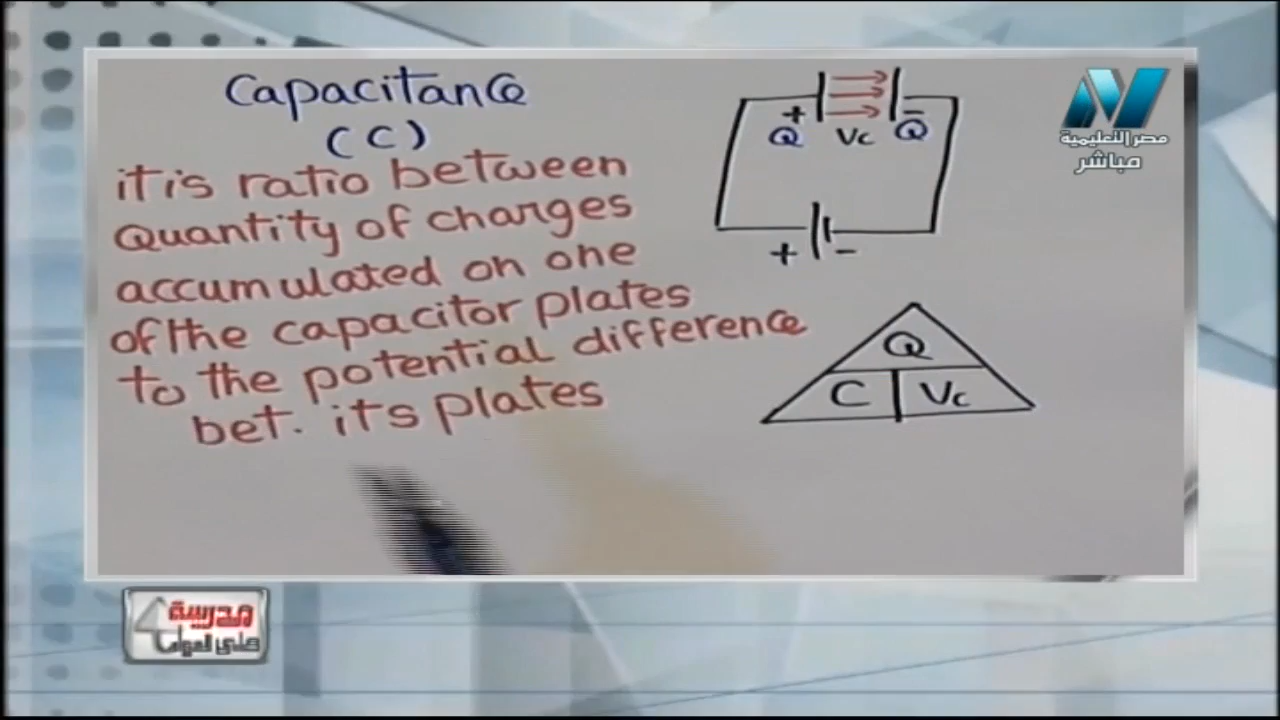 Capacitance
(C)
it is ratio between
Quantity of charges
accumulated on one
of the capacitor plates
to the potential difference
bet. its plates
+ −
Q Vc Q
+ −
Q
C Vc
مصر التعليمية
مباشر
مدرسة
على الهواء